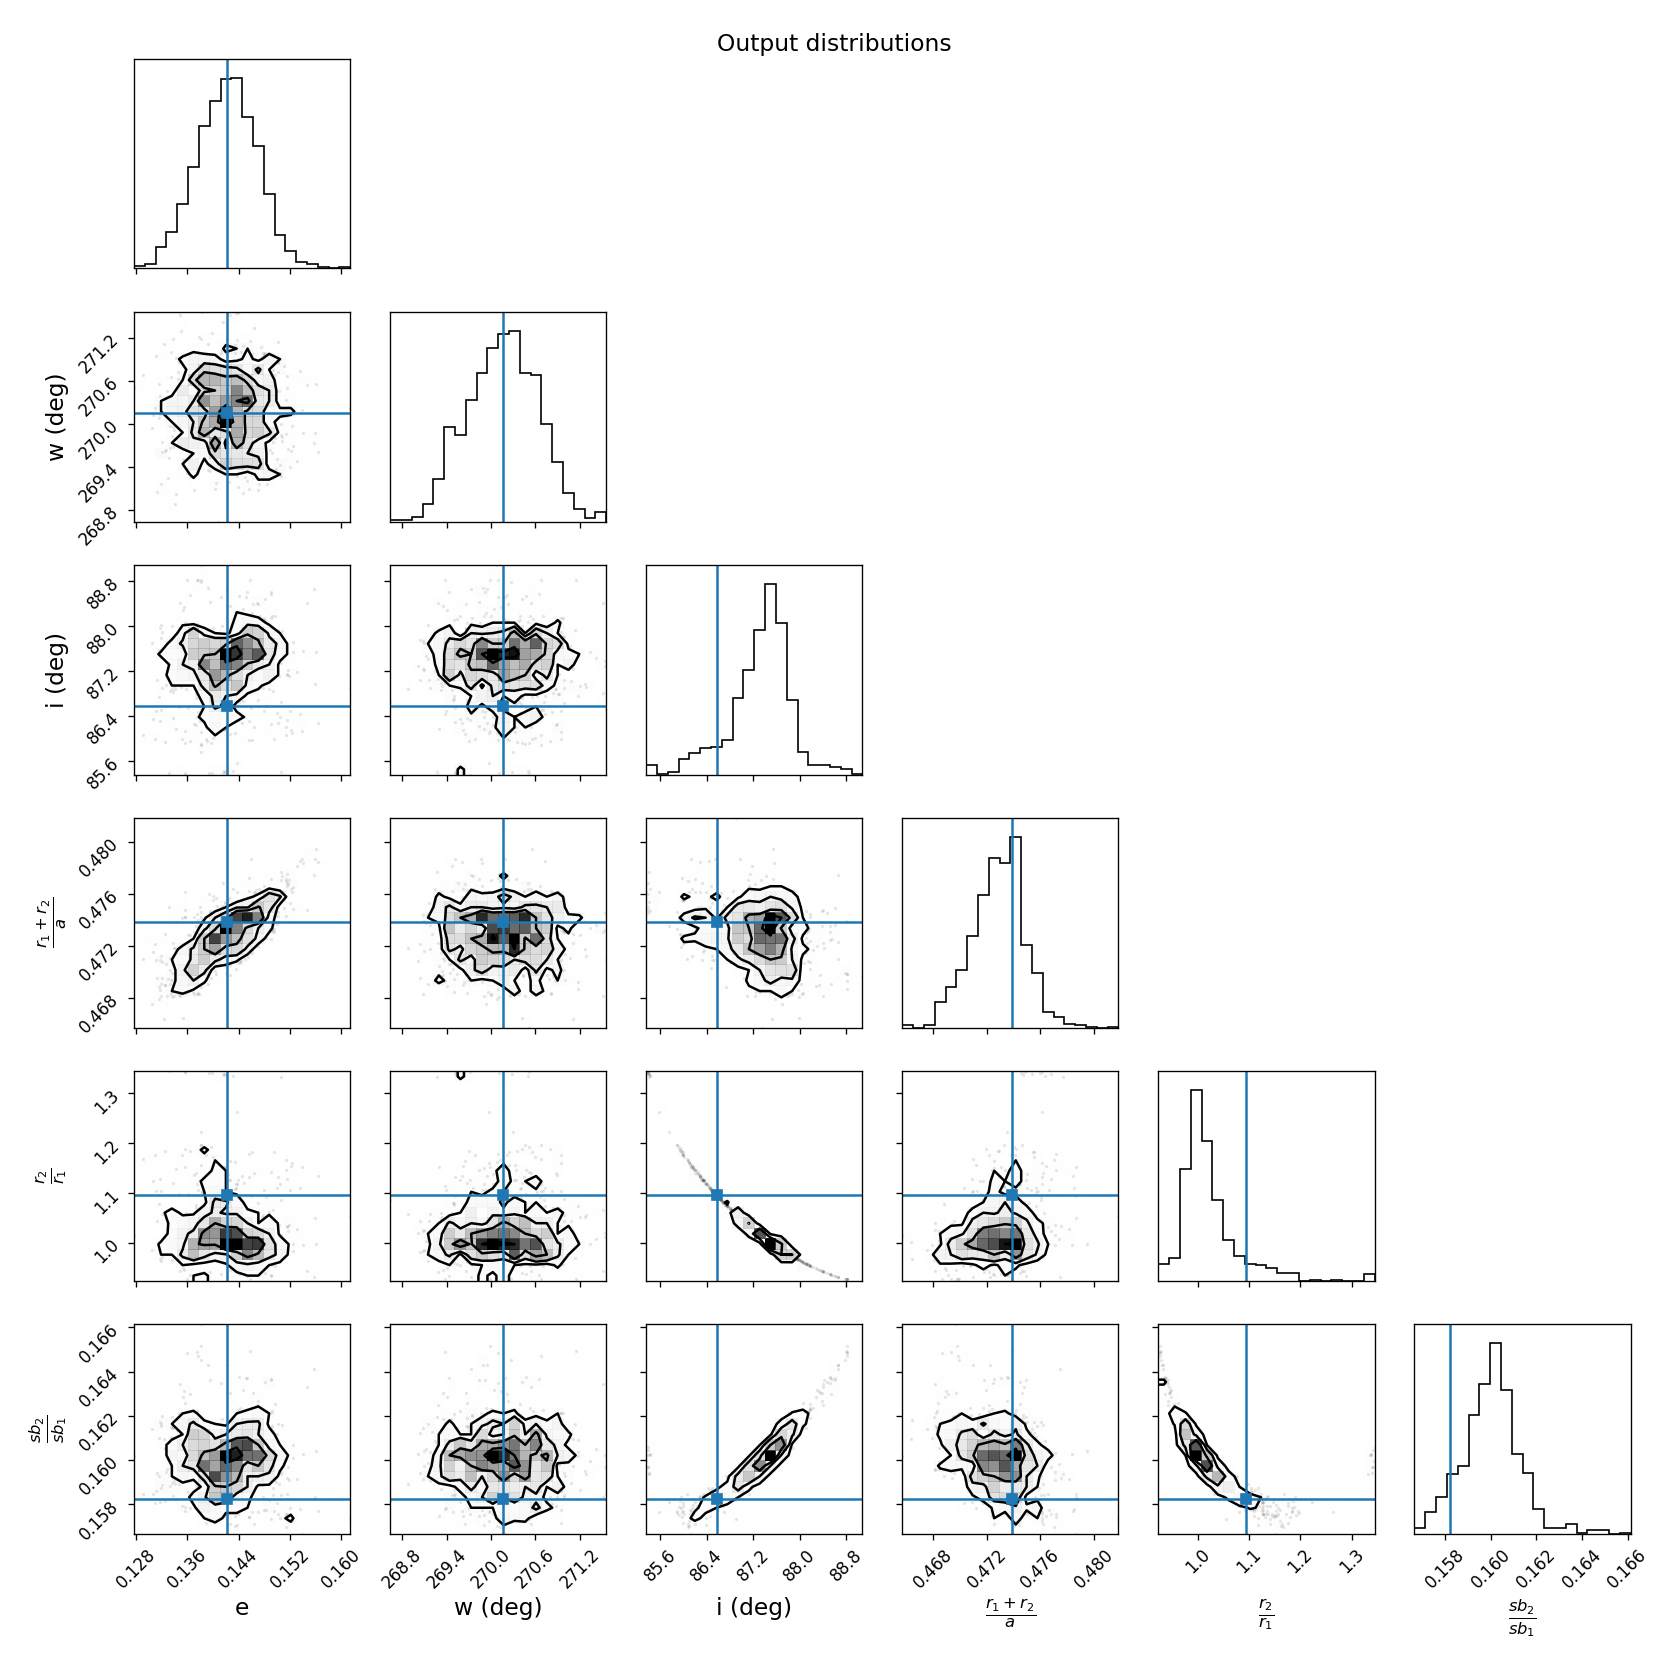 Output distributions
w (deg)
271.2
270.6
270.0
269.4
268.8
i (deg)
88.8
88.0
87.2
86.4
85.6
r₁ + r₂
a
0.480
0.476
0.472
0.468
r₂
r₁
1.3
1.2
1.1
1.0
sb₂
sb₁
0.166
0.164
0.162
0.160
0.158
0.128 0.136 0.144 0.152 0.160 268.8 269.4 270.0 270.6 271.2 85.6 86.4 87.2 88.0 88.8 0.468 0.472 0.476 0.480 1.0 1.1 1.2 1.3 0.158 0.160 0.162 0.164 0.166
e w (deg) i (deg)
r₁ + r₂
a
r₂
r₁
sb₂
sb₁